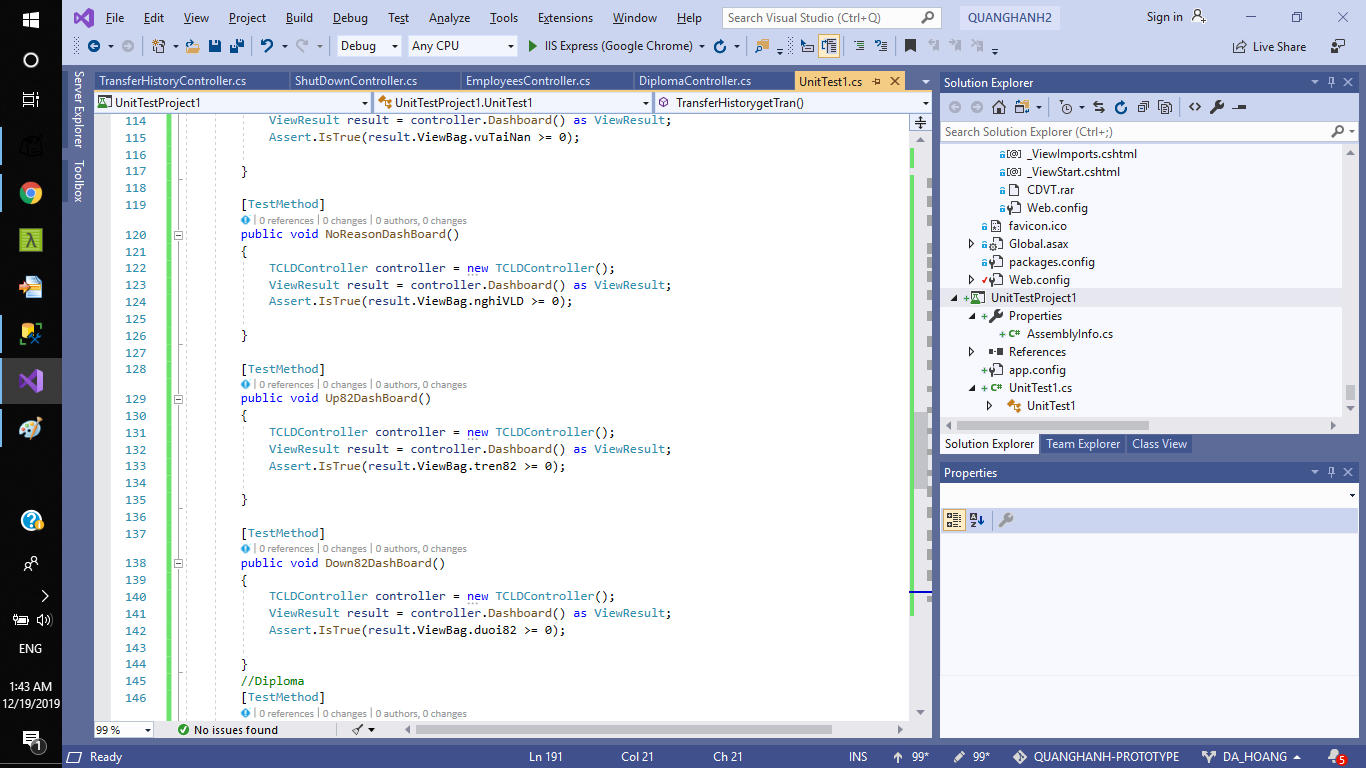 File Edit View Project Build Debug Test Analyze Tools Extensions Window Help Search Visual Studio (Ctrl+Q) QUANGHANH2 Sign in
Debug Any CPU IIS Express (Google Chrome) Live Share
Server Explorer
Toolbox
TransferHistoryController.cs ShutDownController.cs EmployeesController.cs DiplomaController.cs UnitTest1.cs
UnitTestProject1 UnitTestProject1.UnitTest1 TransferHistorygetTran()
114 ViewResult result = controller.Dashboard() as ViewResult;
115 Assert.IsTrue(result.ViewBag.vuTaiNan >= 0);
116
117 }
118
119 [TestMethod]
0 references | 0 changes | 0 authors, 0 changes
120 public void NoReasonDashBoard()
121 {
122 TCLDController controller = new TCLDController();
123 ViewResult result = controller.Dashboard() as ViewResult;
124 Assert.IsTrue(result.ViewBag.nghiVLD >= 0);
125
126 }
127
128 [TestMethod]
0 references | 0 changes | 0 authors, 0 changes
129 public void Up82DashBoard()
130 {
131 TCLDController controller = new TCLDController();
132 ViewResult result = controller.Dashboard() as ViewResult;
133 Assert.IsTrue(result.ViewBag.tren82 >= 0);
134
135 }
136
137 [TestMethod]
0 references | 0 changes | 0 authors, 0 changes
138 public void Down82DashBoard()
139 {
140 TCLDController controller = new TCLDController();
141 ViewResult result = controller.Dashboard() as ViewResult;
142 Assert.IsTrue(result.ViewBag.duoi82 >= 0);
143
144 }
145 //Diploma
146 [TestMethod]
0 references | 0 changes | 0 authors, 0 changes
99 % No issues found
Solution Explorer
Search Solution Explorer (Ctrl+;)
_ViewImports.cshtml
_ViewStart.cshtml
CDVT.rar
Web.config
favicon.ico
Global.asax
packages.config
Web.config
UnitTestProject1
Properties
C# AssemblyInfo.cs
References
app.config
C# UnitTest1.cs
UnitTest1
Solution Explorer Team Explorer Class View
Properties
Ready Ln 191 Col 21 Ch 21 INS 99* 99* QUANGHANH-PROTOTYPE DA_HOANG 5
ENG
1:43 AM
12/19/2019
1